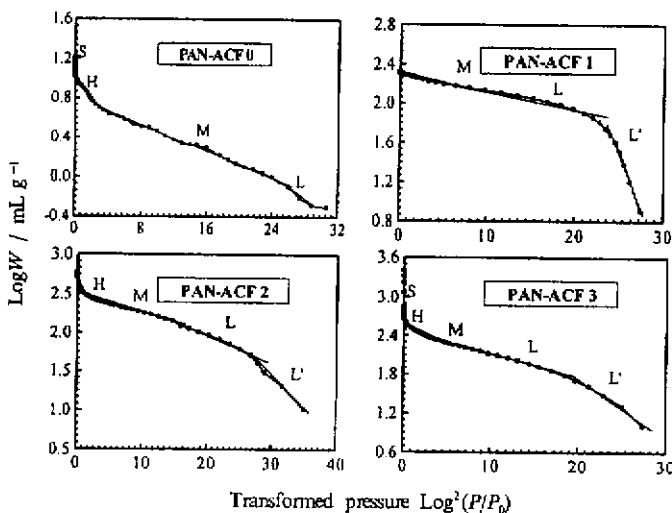 PAN-ACF 0
S
H
M
L
1.6
1.2
0.8
0.4
0.0
-0.4
0 8 16 24 32
PAN-ACF 1
M
L
L'
2.8
2.4
2.0
1.6
1.2
0.8
0 10 20 30
PAN-ACF 2
H
M
L
L'
3.0
2.5
2.0
1.5
1.0
0.5
0 10 20 30 40
PAN-ACF 3
S
H
M
L
L'
3.6
3.0
2.4
1.8
1.2
0.6
0 10 20 30
LogW / mL g⁻¹
Transformed pressure Log²(P/P₀)